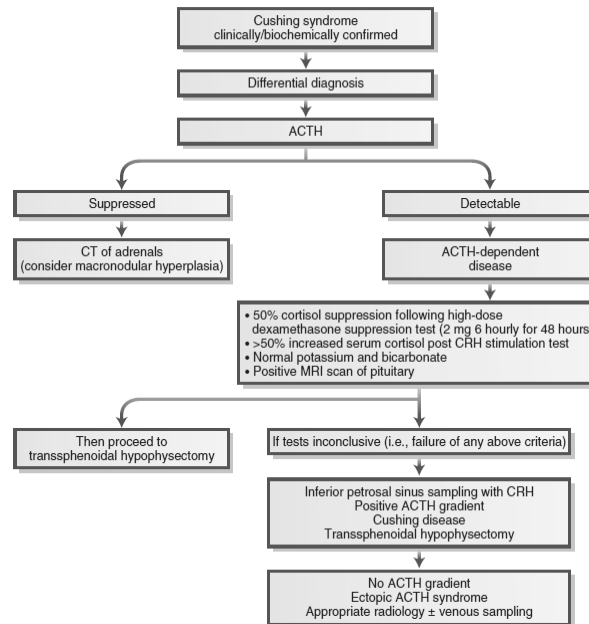 Cushing syndrome
clinically/biochemically confirmed
Differential diagnosis
ACTH
Suppressed
Detectable
CT of adrenals
(consider macronodular hyperplasia)
ACTH-dependent
disease
• 50% cortisol suppression following high-dose
dexamethasone suppression test (2 mg 6 hourly for 48 hours
• >50% increased serum cortisol post CRH stimulation test
• Normal potassium and bicarbonate
• Positive MRI scan of pituitary
Then proceed to
transsphenoidal hypophysectomy
If tests inconclusive (i.e., failure of any above criteria)
Inferior petrosal sinus sampling with CRH
Positive ACTH gradient
Cushing disease
Transsphenoidal hypophysectomy
No ACTH gradient
Ectopic ACTH syndrome
Appropriate radiology ± venous sampling